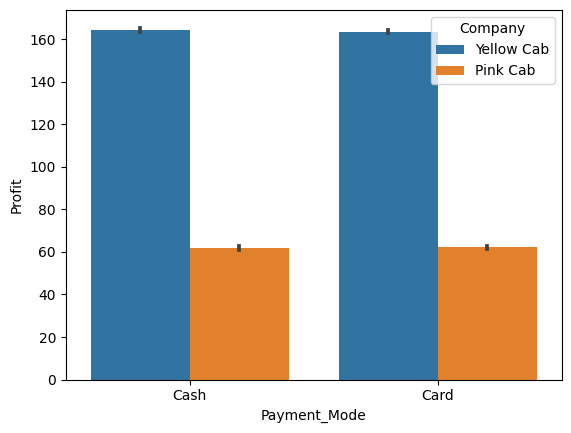 Company
Yellow Cab
Pink Cab
160
140
120
100
80
60
40
20
0
Profit
Cash
Card
Payment_Mode